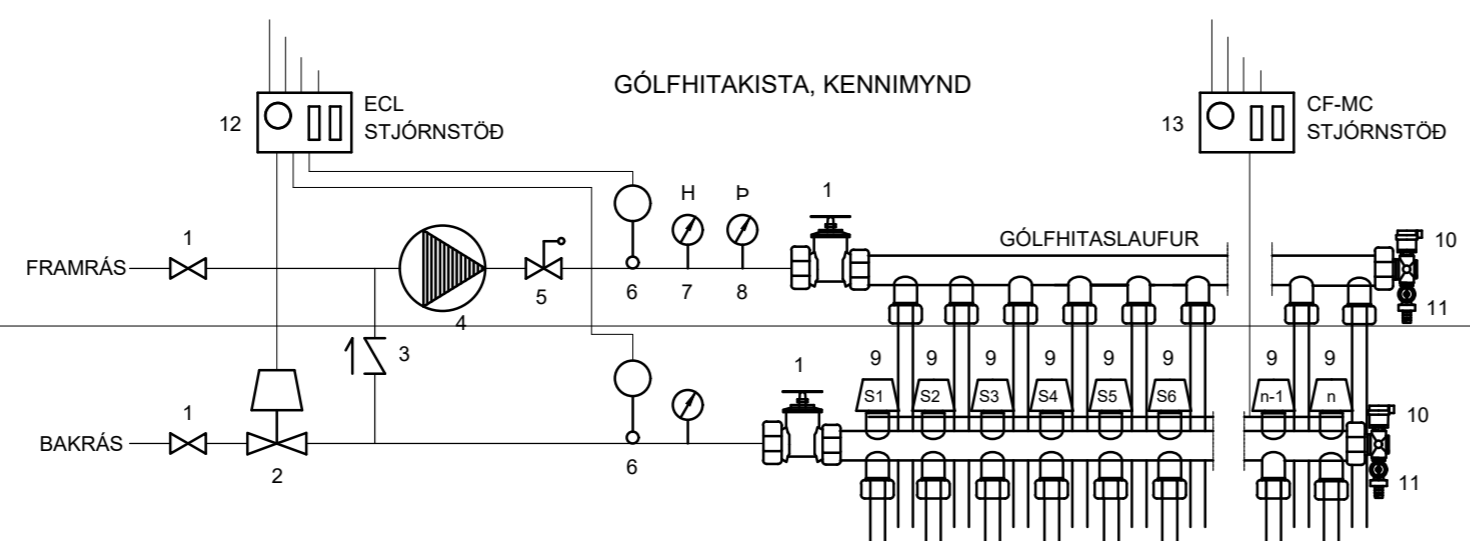 GÓLFHITAKISTA, KENNIMYND
12
ECL
STJÓRNSTÖÐ
13
CF-MC
STJÓRNSTÖÐ
H
Þ
1
1
GÓLFHITASLAUFUR
10
FRAMRÁS
5
6
7
8
11
4
3
1
9
9
9
9
9
9
9
9
S1
S2
S3
S4
S5
S6
n-1
n
1
10
BAKRÁS
2
6
11